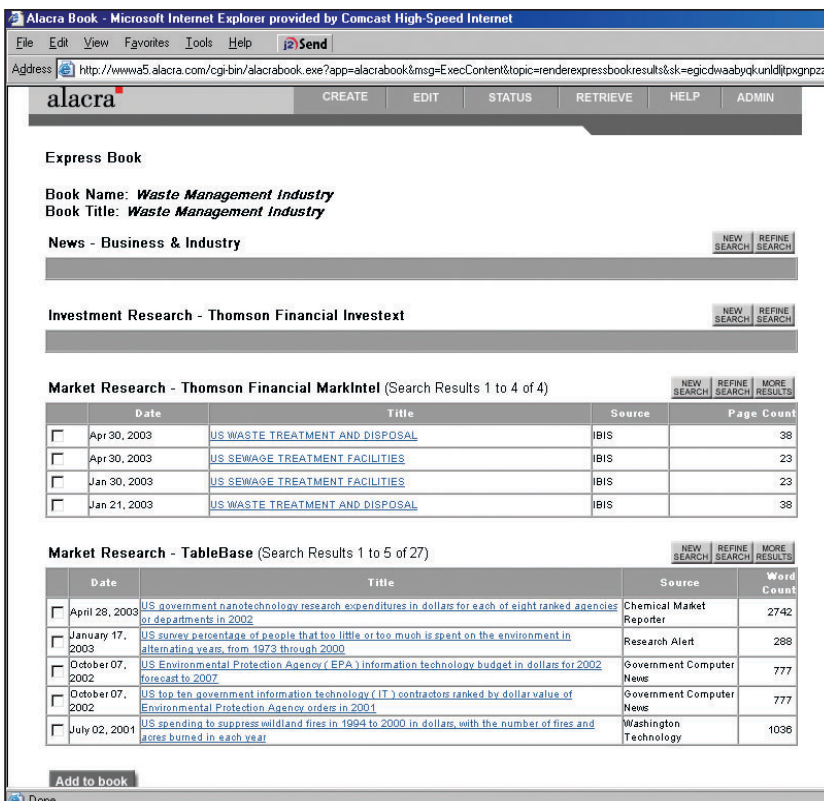 Alacra Book - Microsoft Internet Explorer provided by Comcast High-Speed Internet
File Edit View Favorites Tools Help j2 Send
Address http://wwwa5.alacra.com/cgi-bin/alacrabook.exe?app=alacrabook&msg=ExecContent&topic=renderexpressbookresults&sk=egicdwaabyqkunldljtpxgnpzz
alacra CREATE EDIT STATUS RETRIEVE HELP ADMIN
Express Book
Book Name: Waste Management Industry
Book Title: Waste Management Industry
News - Business & Industry NEW SEARCH REFINE SEARCH
Investment Research - Thomson Financial Investext NEW SEARCH REFINE SEARCH
Market Research - Thomson Financial MarkIntel (Search Results 1 to 4 of 4) NEW SEARCH REFINE SEARCH MORE RESULTS
Date Title Source Page Count
Apr 30, 2003 US WASTE TREATMENT AND DISPOSAL IBIS 38
Apr 30, 2003 US SEWAGE TREATMENT FACILITIES IBIS 23
Jan 30, 2003 US SEWAGE TREATMENT FACILITIES IBIS 23
Jan 21, 2003 US WASTE TREATMENT AND DISPOSAL IBIS 38
Market Research - TableBase (Search Results 1 to 5 of 27) NEW SEARCH REFINE SEARCH MORE RESULTS
Date Title Source Word Count
April 28, 2003 US government nanotechnology research expenditures in dollars for each of eight ranked agencies or departments in 2002 Chemical Market Reporter 2742
January 17, 2003 US survey percentage of people that too little or too much is spent on the environment in alternating years, from 1973 through 2000 Research Alert 288
October 07, 2002 US Environmental Protection Agency ( EPA ) information technology budget in dollars for 2002 forecast to 2007 Government Computer News 777
October 07, 2002 US top ten government information technology ( IT ) contractors ranked by dollar value of Environmental Protection Agency orders in 2001 Government Computer News 777
July 02, 2001 US spending to suppress wildland fires in 1994 to 2000 in dollars, with the number of fires and acres burned in each year Washington Technology 1036
Add to book
Done